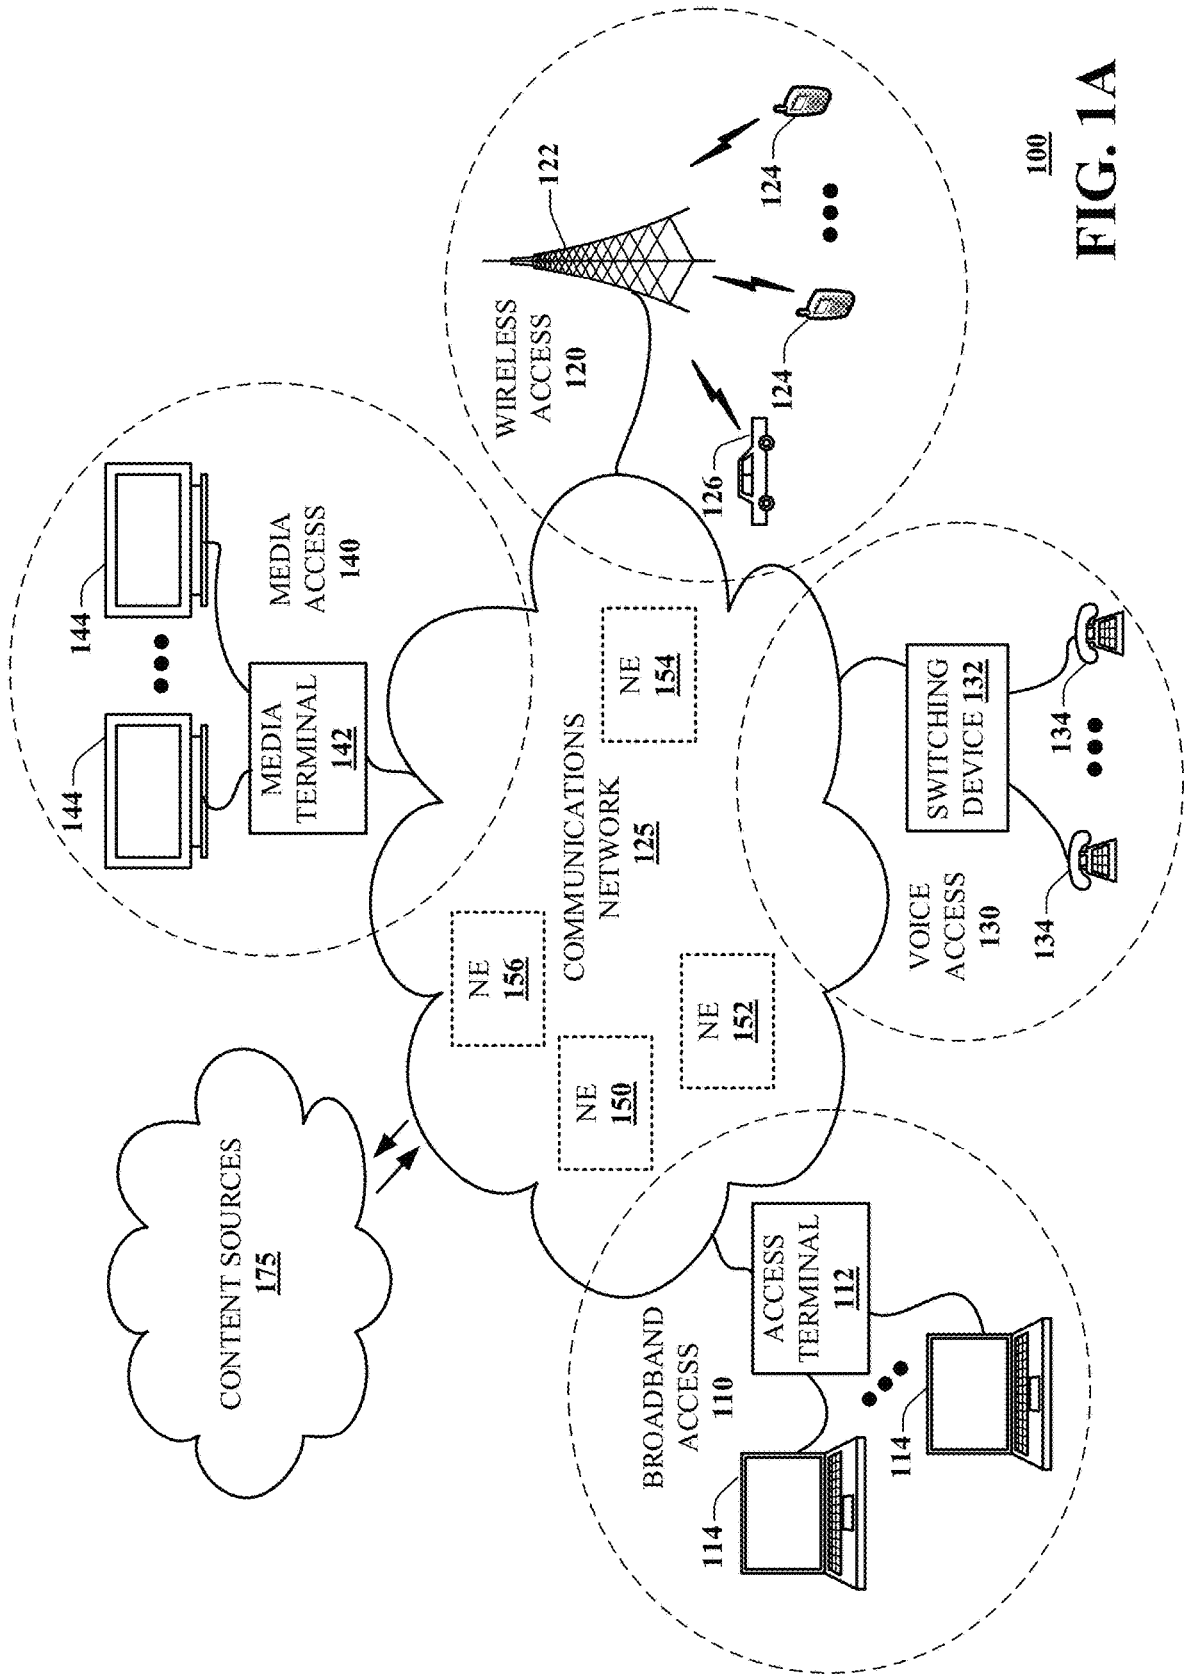 CONTENT SOURCES
175
144
144
MEDIA
TERMINAL
142
MEDIA
ACCESS
140
WIRELESS
ACCESS
120
122
124
124
126
COMMUNICATIONS
NETWORK
125
NE
156
NE
150
NE
152
NE
154
BROADBAND
ACCESS
110
ACCESS
TERMINAL
112
114
114
VOICE
ACCESS
130
SWITCHING
DEVICE 132
134
134
100
FIG. 1A